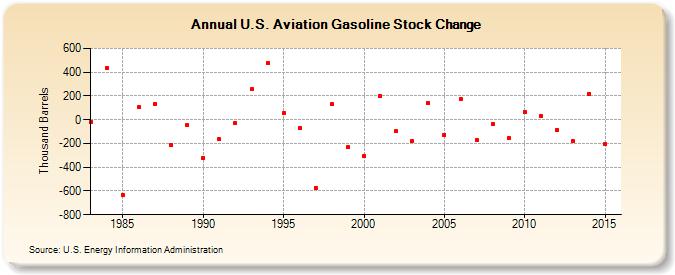 Annual U.S. Aviation Gasoline Stock Change
Thousand Barrels
600
400
200
0
-200
-400
-600
-800
1985 1990 1995 2000 2005 2010 2015
Source: U.S. Energy Information Administration